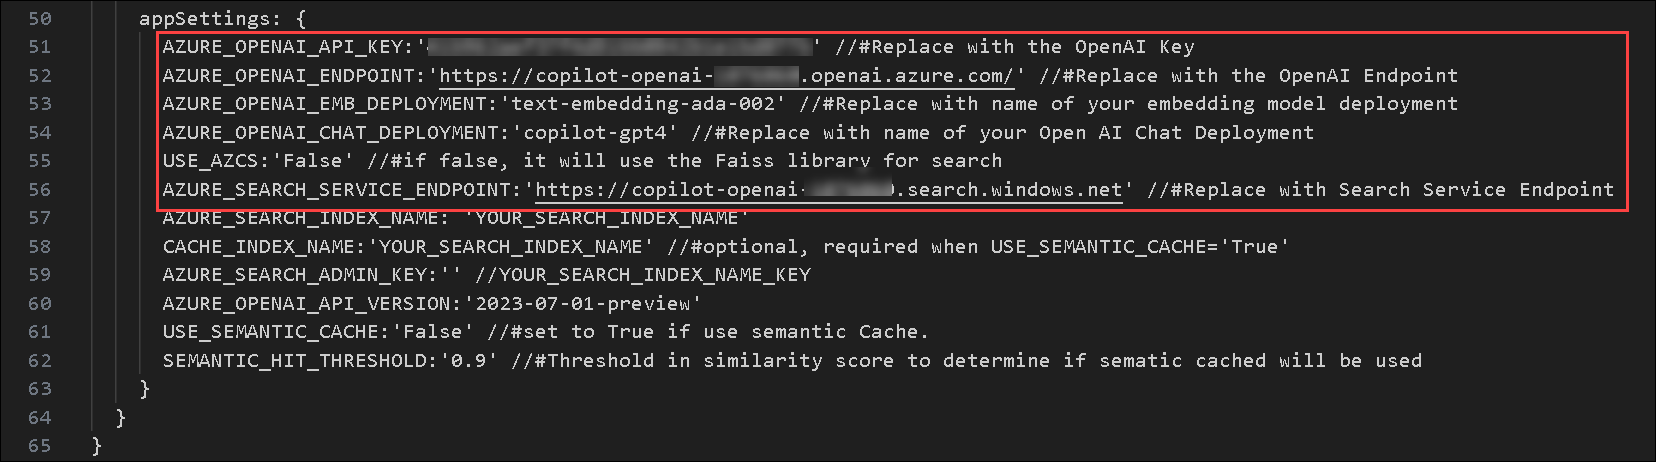 50 appSettings: {
51 AZURE_OPENAI_API_KEY:'' //#Replace with the OpenAI Key
52 AZURE_OPENAI_ENDPOINT:'https://copilot-openai-.openai.azure.com/' //#Replace with the OpenAI Endpoint
53 AZURE_OPENAI_EMB_DEPLOYMENT:'text-embedding-ada-002' //#Replace with name of your embedding model deployment
54 AZURE_OPENAI_CHAT_DEPLOYMENT:'copilot-gpt4' //#Replace with name of your Open AI Chat Deployment
55 USE_AZCS:'False' //#if false, it will use the Faiss library for search
56 AZURE_SEARCH_SERVICE_ENDPOINT:'https://copilot-openai-.search.windows.net' //#Replace with Search Service Endpoint
57 AZURE_SEARCH_INDEX_NAME: 'YOUR_SEARCH_INDEX_NAME'
58 CACHE_INDEX_NAME:'YOUR_SEARCH_INDEX_NAME' //#optional, required when USE_SEMANTIC_CACHE='True'
59 AZURE_SEARCH_ADMIN_KEY:'' //YOUR_SEARCH_INDEX_NAME_KEY
60 AZURE_OPENAI_API_VERSION:'2023-07-01-preview'
61 USE_SEMANTIC_CACHE:'False' //#set to True if use semantic Cache.
62 SEMANTIC_HIT_THRESHOLD:'0.9' //#Threshold in similarity score to determine if sematic cached will be used
63 }
64 }
65 }